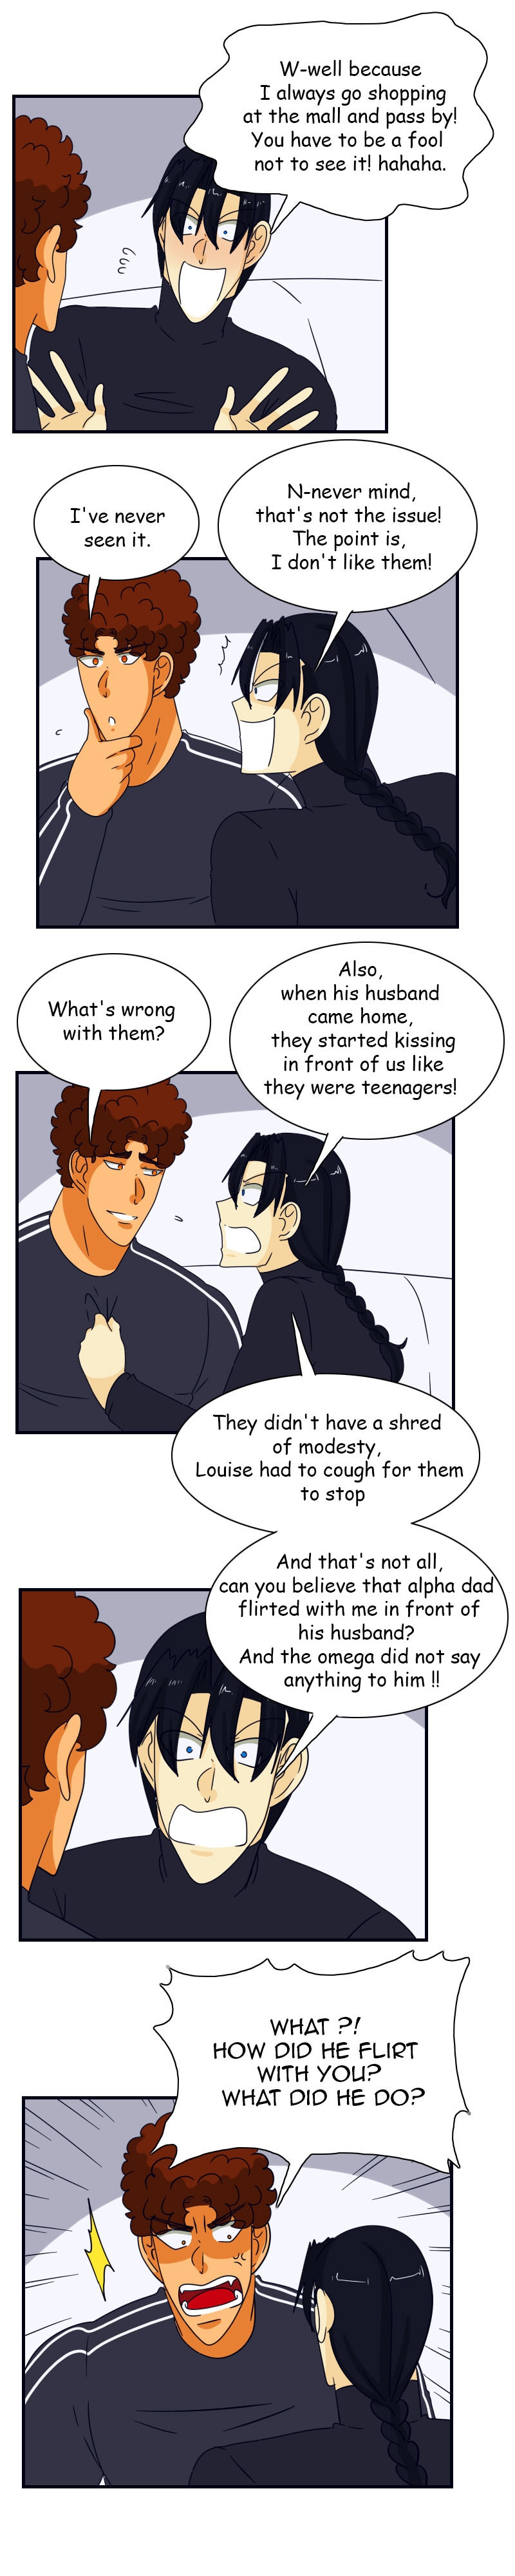 W-well because
I always go shopping
at the mall and pass by!
You have to be a fool
not to see it! hahaha.
I've never
seen it.
N-never mind,
that's not the issue!
The point is,
I don't like them!
What's wrong
with them?
Also,
when his husband
came home,
they started kissing
in front of us like
they were teenagers!
They didn't have a shred
of modesty,
Louise had to cough for them
to stop
And that's not all,
can you believe that alpha dad
flirted with me in front of
his husband?
And the omega did not say
anything to him !!
WHAT ?!
HOW DID HE FLIRT
WITH YOU?
WHAT DID HE DO?